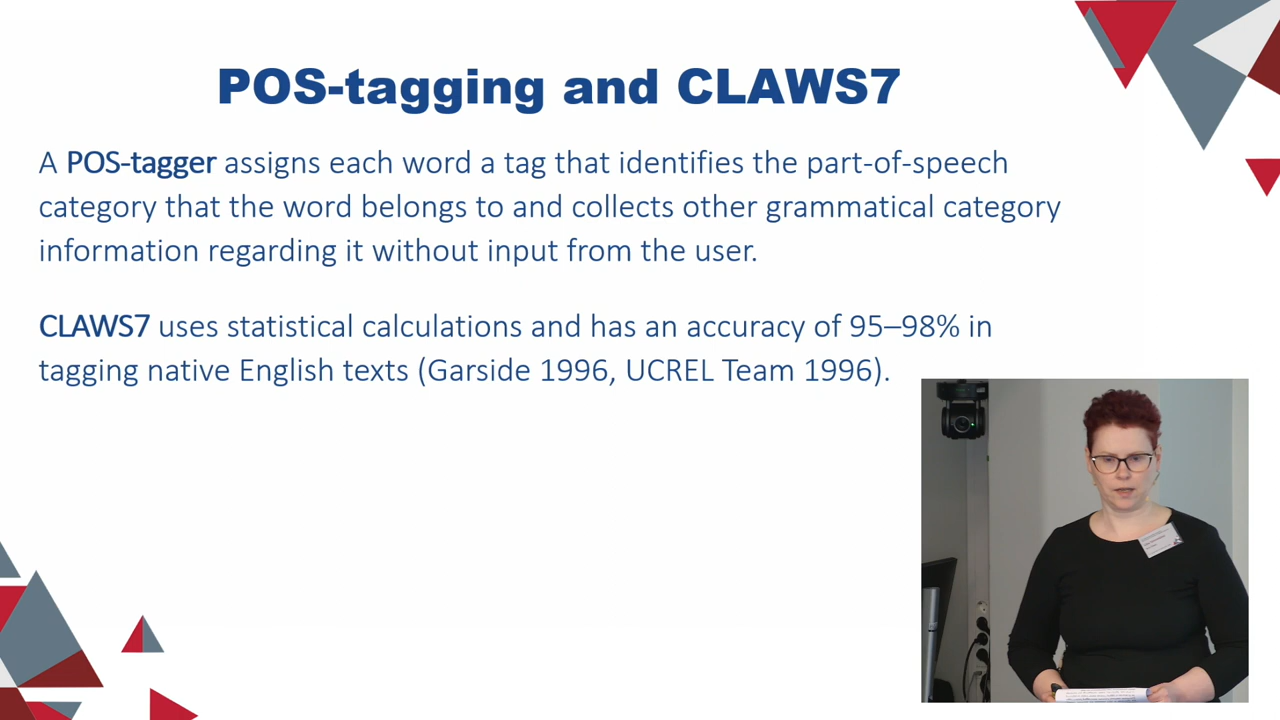 POS-tagging and CLAWS7
A POS-tagger assigns each word a tag that identifies the part-of-speech
category that the word belongs to and collects other grammatical category
information regarding it without input from the user.
CLAWS7 uses statistical calculations and has an accuracy of 95–98% in
tagging native English texts (Garside 1996, UCREL Team 1996).